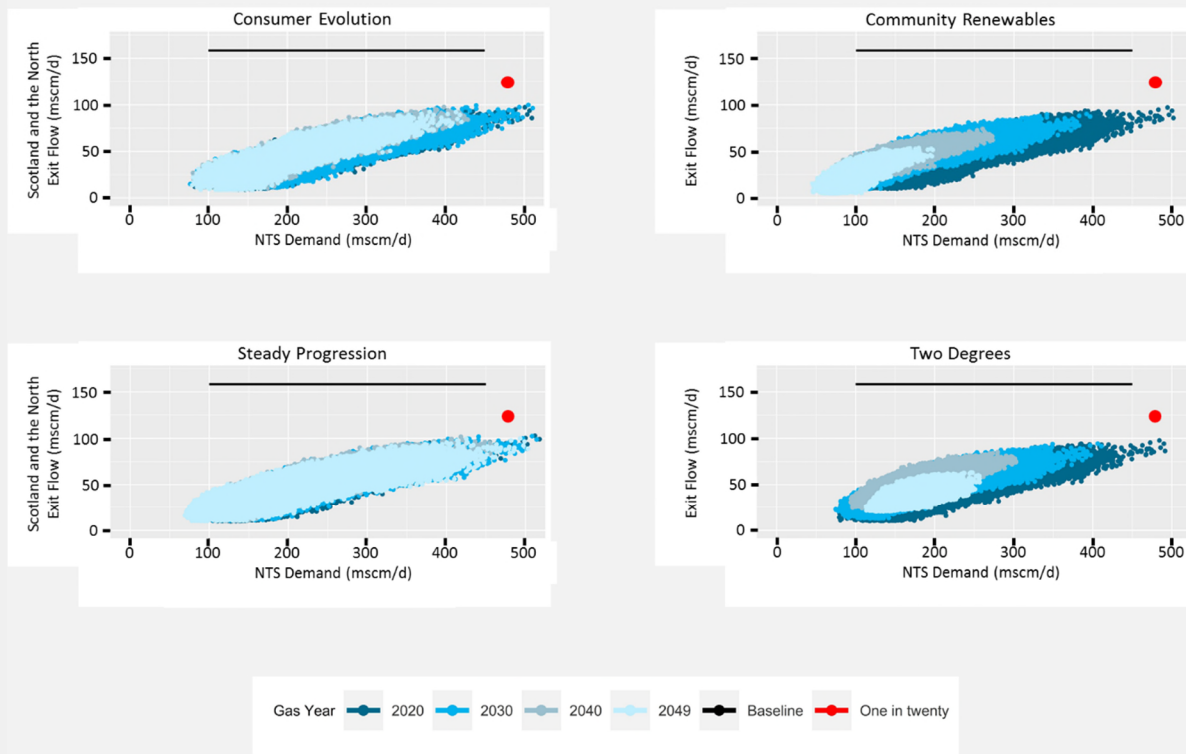 Consumer Evolution
Scotland and the North
Exit Flow (mscm/d)
150
100
50
0
0 100 200 300 400 500
NTS Demand (mscm/d)
Community Renewables
Exit Flow (mscm/d)
150
100
50
0
0 100 200 300 400 500
NTS Demand (mscm/d)
Steady Progression
Scotland and the North
Exit Flow (mscm/d)
150
100
50
0
0 100 200 300 400 500
NTS Demand (mscm/d)
Two Degrees
Exit Flow (mscm/d)
150
100
50
0
0 100 200 300 400 500
NTS Demand (mscm/d)
Gas Year 2020 2030 2040 2049 Baseline One in twenty